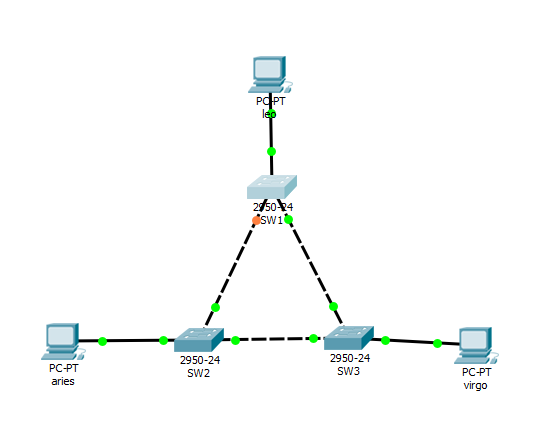 PC-PT
leo
2950-24
SW1
2950-24
SW2
2950-24
SW3
PC-PT
aries
PC-PT
virgo